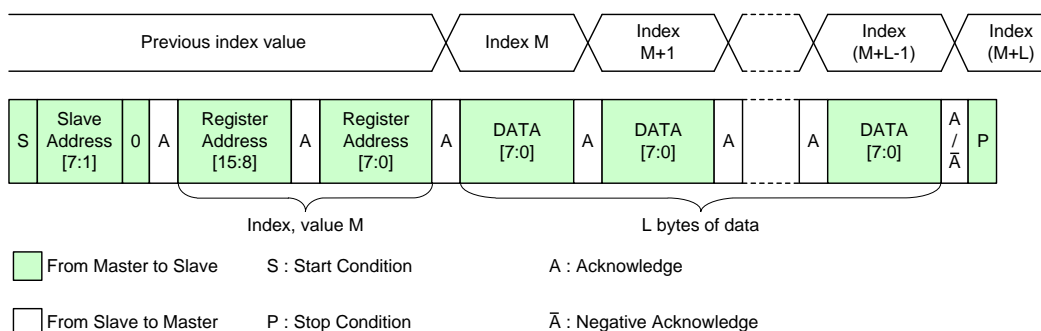 Previous index value
Index M
Index
M+1
Index
(M+L-1)
Index
(M+L)
S
Slave
Address
[7:1]
0
A
Register
Address
[15:8]
A
Register
Address
[7:0]
A
DATA
[7:0]
A
DATA
[7:0]
A
A
DATA
[7:0]
A
/
A̅
P
Index, value M
L bytes of data
From Master to Slave
S : Start Condition
A : Acknowledge
From Slave to Master
P : Stop Condition
A̅ : Negative Acknowledge